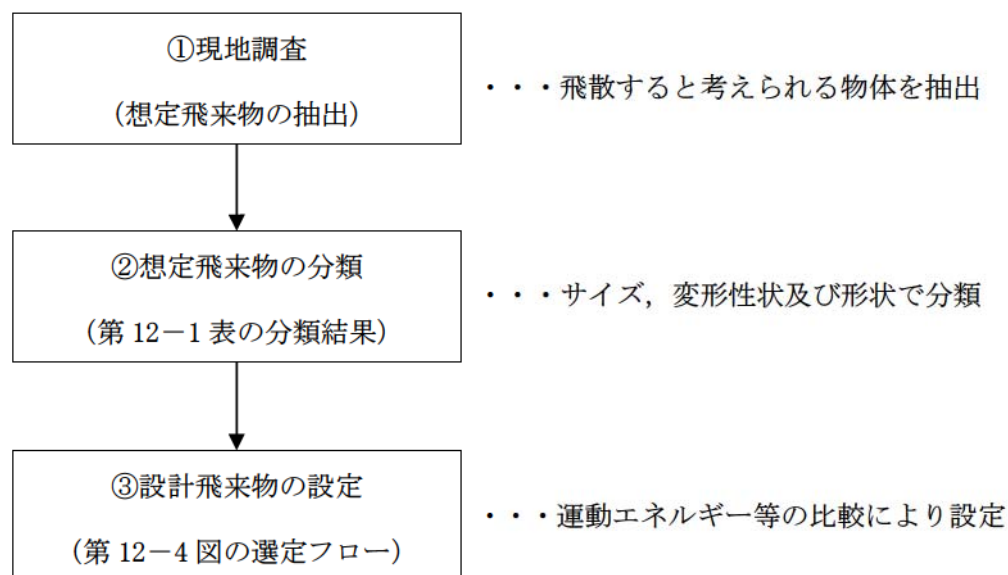 ①現地調査
(想定飛来物の抽出)
・・・飛散すると考えられる物体を抽出
②想定飛来物の分類
(第 12-1 表の分類結果)
・・・サイズ，変形性状及び形状で分類
③設計飛来物の設定
(第 12-4 図の選定フロー)
・・・運動エネルギー等の比較により設定